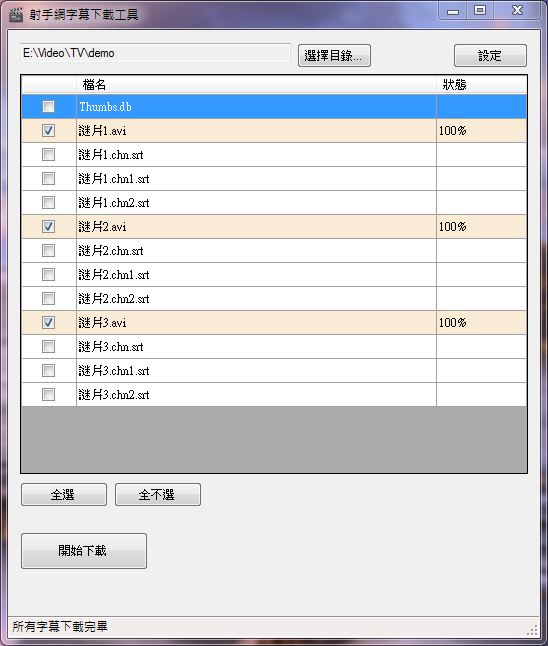 射手網字幕下載工具
E:\Video\TV\demo
選擇目錄...
設定
檔名 狀態
Thumbs.db
謎片1.avi 100%
謎片1.chn.srt
謎片1.chn1.srt
謎片1.chn2.srt
謎片2.avi 100%
謎片2.chn.srt
謎片2.chn1.srt
謎片2.chn2.srt
謎片3.avi 100%
謎片3.chn.srt
謎片3.chn1.srt
謎片3.chn2.srt
全選 全不選
開始下載
所有字幕下載完畢